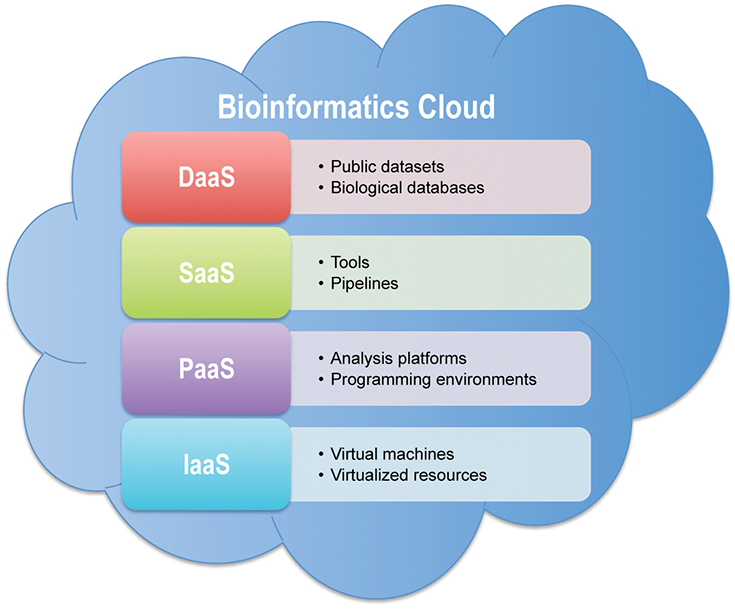 Bioinformatics Cloud
DaaS
• Public datasets
• Biological databases
SaaS
• Tools
• Pipelines
PaaS
• Analysis platforms
• Programming environments
IaaS
• Virtual machines
• Virtualized resources